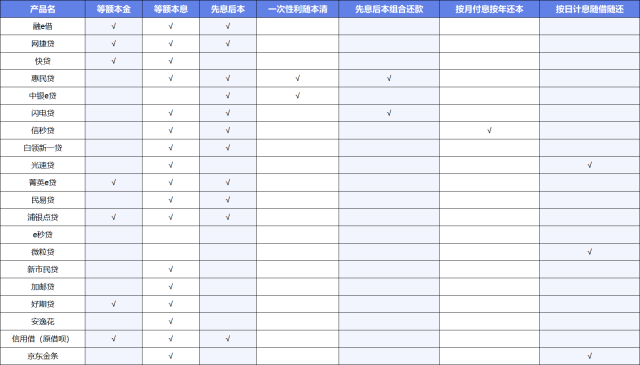 产品名 等额本金 等额本息 先息后本 一次性利随本清 先息后本组合还款 按月付息按年还本 按日计息随借随还
融e借 √ √ √
网捷贷 √ √ √
快贷 √ √
惠民贷 √ √ √ √
中银e贷 √ √
闪电贷 √ √ √
信秒贷 √ √ √
白领新一贷 √ √
光速贷 √ √
菁英e贷 √ √ √
民易贷 √ √
浦银点贷 √ √ √
e秒贷
微粒贷 √
新市民贷 √
加邮贷 √
好期贷 √ √
安逸花 √
信用借（原借呗） √ √ √
京东金条 √ √